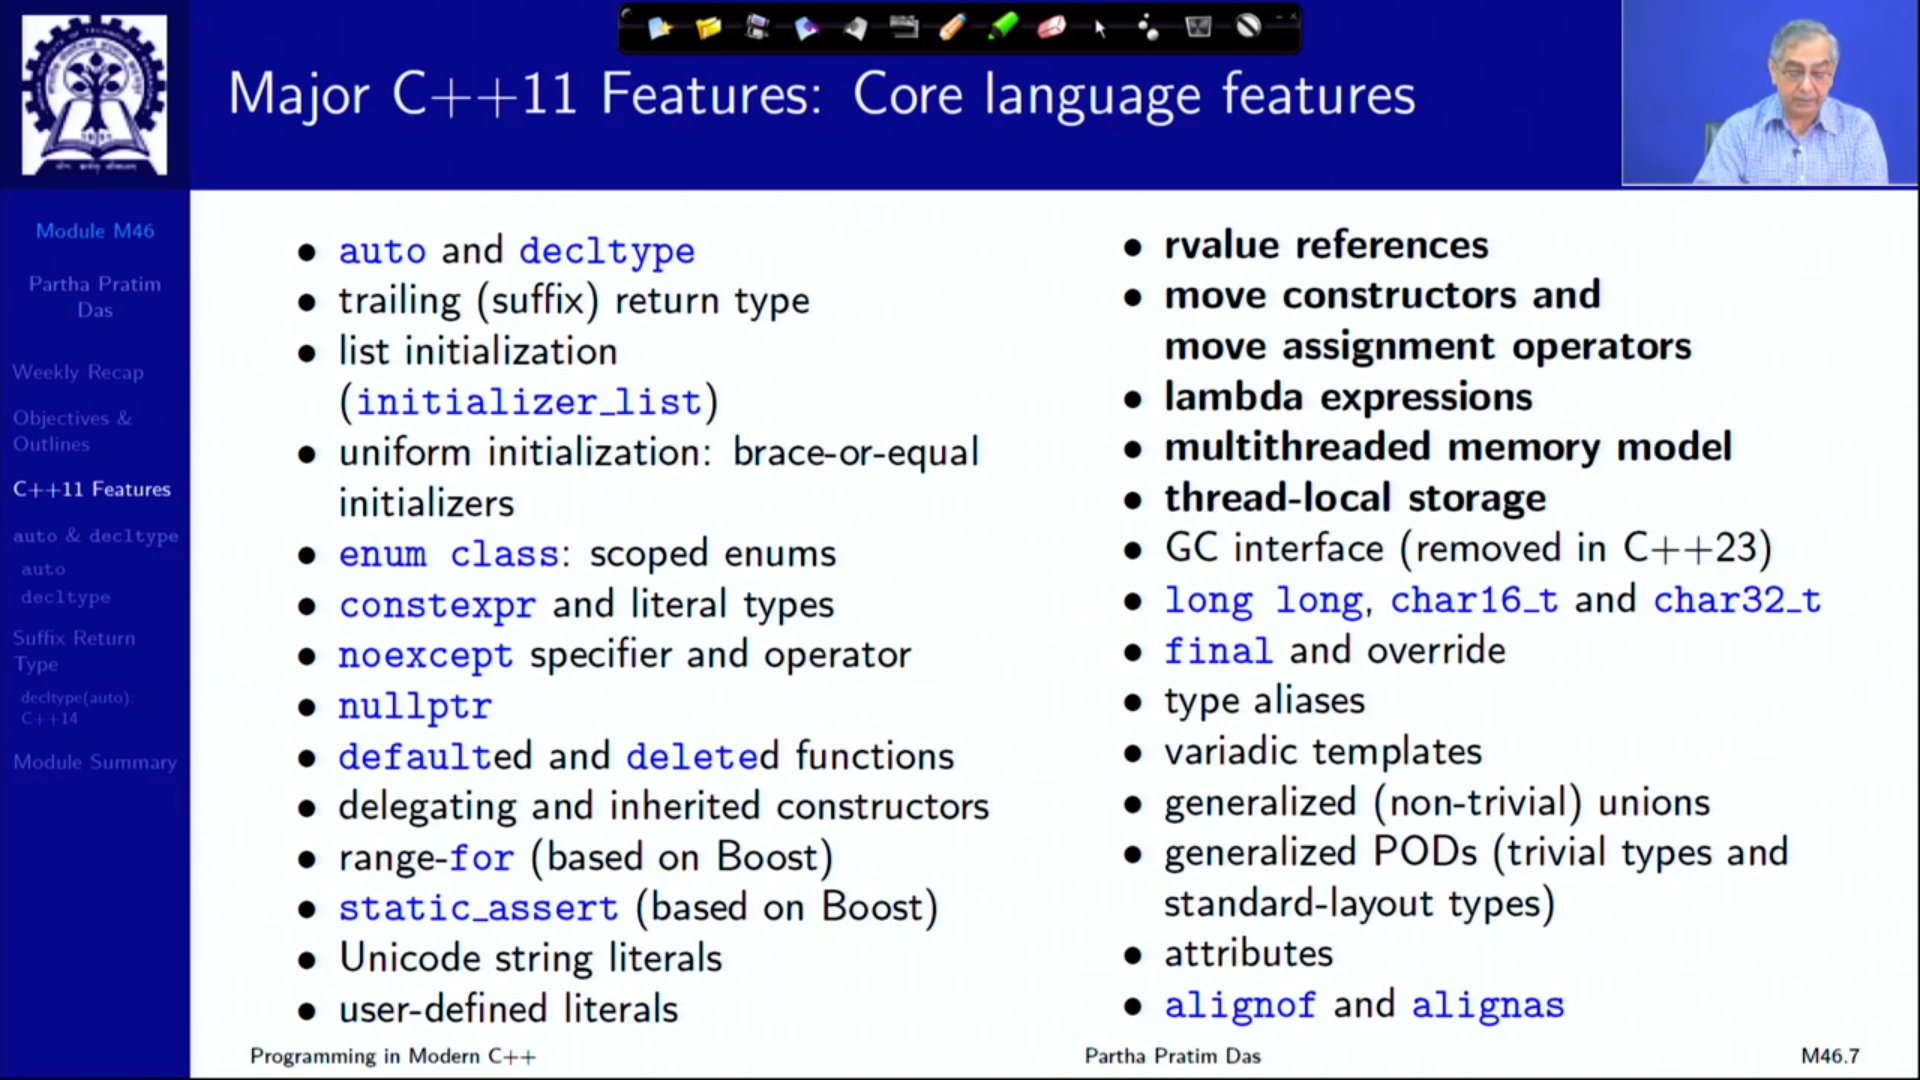 Major C++11 Features: Core language features
Module M46
Partha Pratim
Das
Weekly Recap
Objectives &
Outlines
C++11 Features
auto & decltype
auto
decltype
Suffix Return
Type
decltype(auto):
C++14
Module Summary
• auto and decltype
• trailing (suffix) return type
• list initialization
(initializer_list)
• uniform initialization: brace-or-equal
initializers
• enum class: scoped enums
• constexpr and literal types
• noexcept specifier and operator
• nullptr
• defaulted and deleted functions
• delegating and inherited constructors
• range-for (based on Boost)
• static_assert (based on Boost)
• Unicode string literals
• user-defined literals
• rvalue references
• move constructors and
move assignment operators
• lambda expressions
• multithreaded memory model
• thread-local storage
• GC interface (removed in C++23)
• long long, char16_t and char32_t
• final and override
• type aliases
• variadic templates
• generalized (non-trivial) unions
• generalized PODs (trivial types and
standard-layout types)
• attributes
• alignof and alignas
Programming in Modern C++
Partha Pratim Das
M46.7